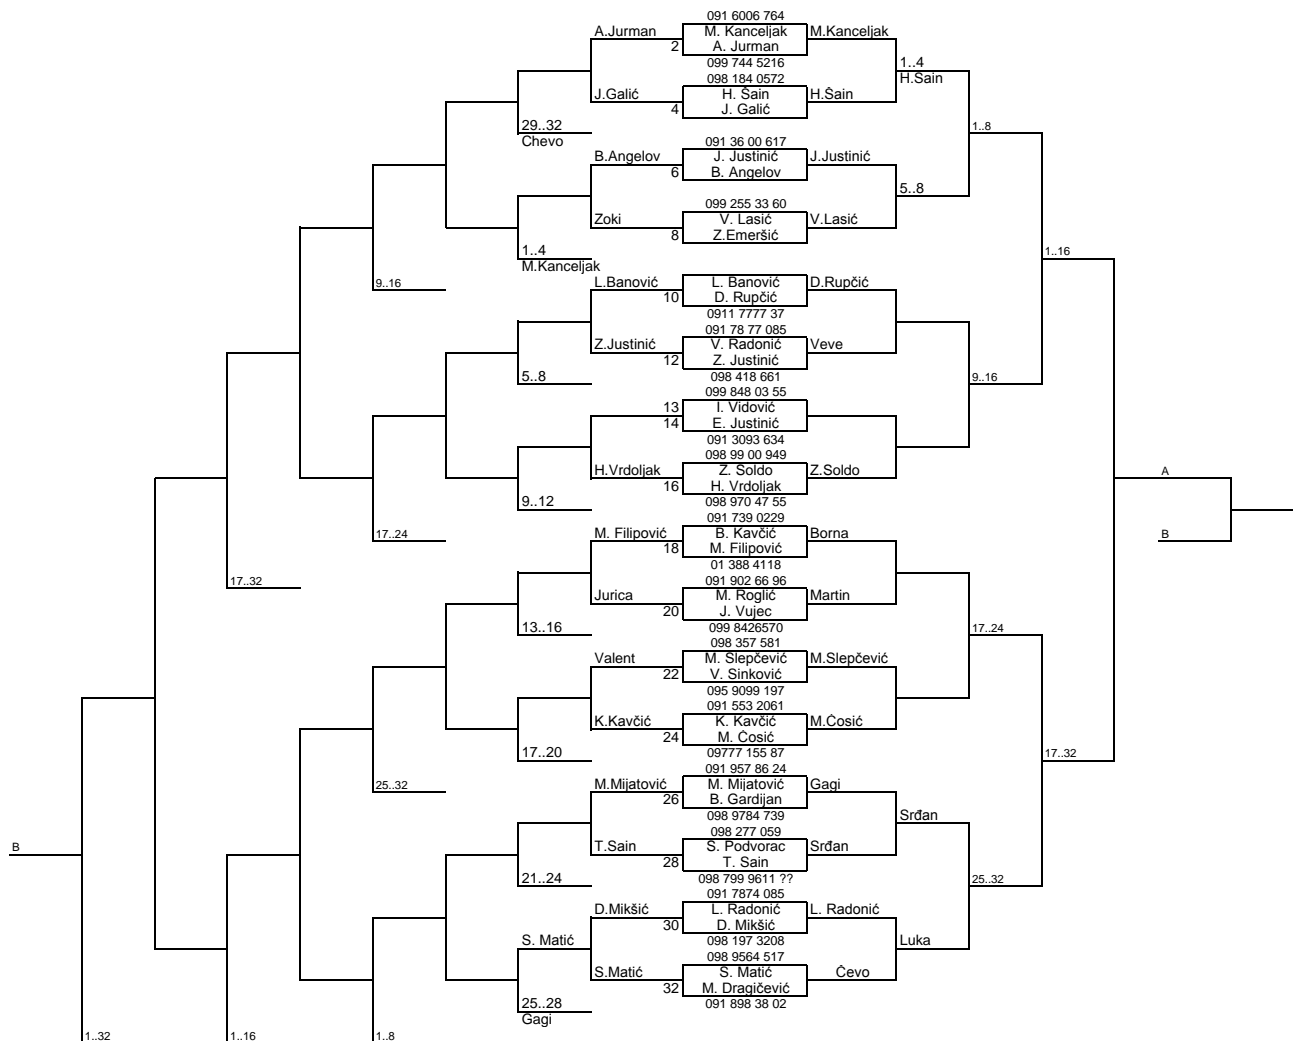 091 6006 764
A.Jurman M. Kanceljak M.Kanceljak
2 A. Jurman
099 744 5216 1..4
098 184 0572 H.Šain
J.Galić H. Šain H.Šain
4 J. Galić
29..32 1..8
Chevo 091 36 00 617
B.Angelov J. Justinić J.Justinić
6 B. Angelov
5..8
099 255 33 60
Zoki V. Lasić V.Lasić
8 Z.Emeršić
1..4 1..16
M.Kanceljak
9..16 L.Banović L. Banović D.Rupčić
10 D. Rupčić
0911 7777 37
091 78 77 085
Z.Justinić V. Radonić Veve
12 Z. Justinić
5..8 098 418 661 9..16
099 848 03 55
13 I. Vidović
14 E. Justinić
091 3093 634
098 99 00 949
H.Vrdoljak Z. Soldo Z.Soldo A
16 H. Vrdoljak
9..12 098 970 47 55
091 739 0229
17..24 M. Filipović B. Kavčić Borna B
18 M. Filipović
01 388 4118
17..32 091 902 66 96
Jurica M. Roglić Martin
20 J. Vujec
13..16 099 8426570 17..24
098 357 581
Valent M. Slepčević M.Slepčević
22 V. Sinković
095 9099 197
091 553 2061
K.Kavčić K. Kavčić M.Ćosić
24 M. Ćosić
17..20 09777 155 87 17..32
091 957 86 24
25..32 M.Mijatović M. Mijatović Gagi
26 B. Gardijan
098 9784 739 Srđan
098 277 059
B T.Sain S. Podvorac Srđan
28 T. Sain
21..24 098 799 9611 ?? 25..32
091 7874 085
D.Mikšić L. Radonić L. Radonić
30 D. Mikšić
S. Matić 098 197 3208 Luka
098 9564 517
S.Matić S. Matić Čevo
32 M. Dragičević
25..28 091 898 38 02
Gagi
1..32 1..16 1..8